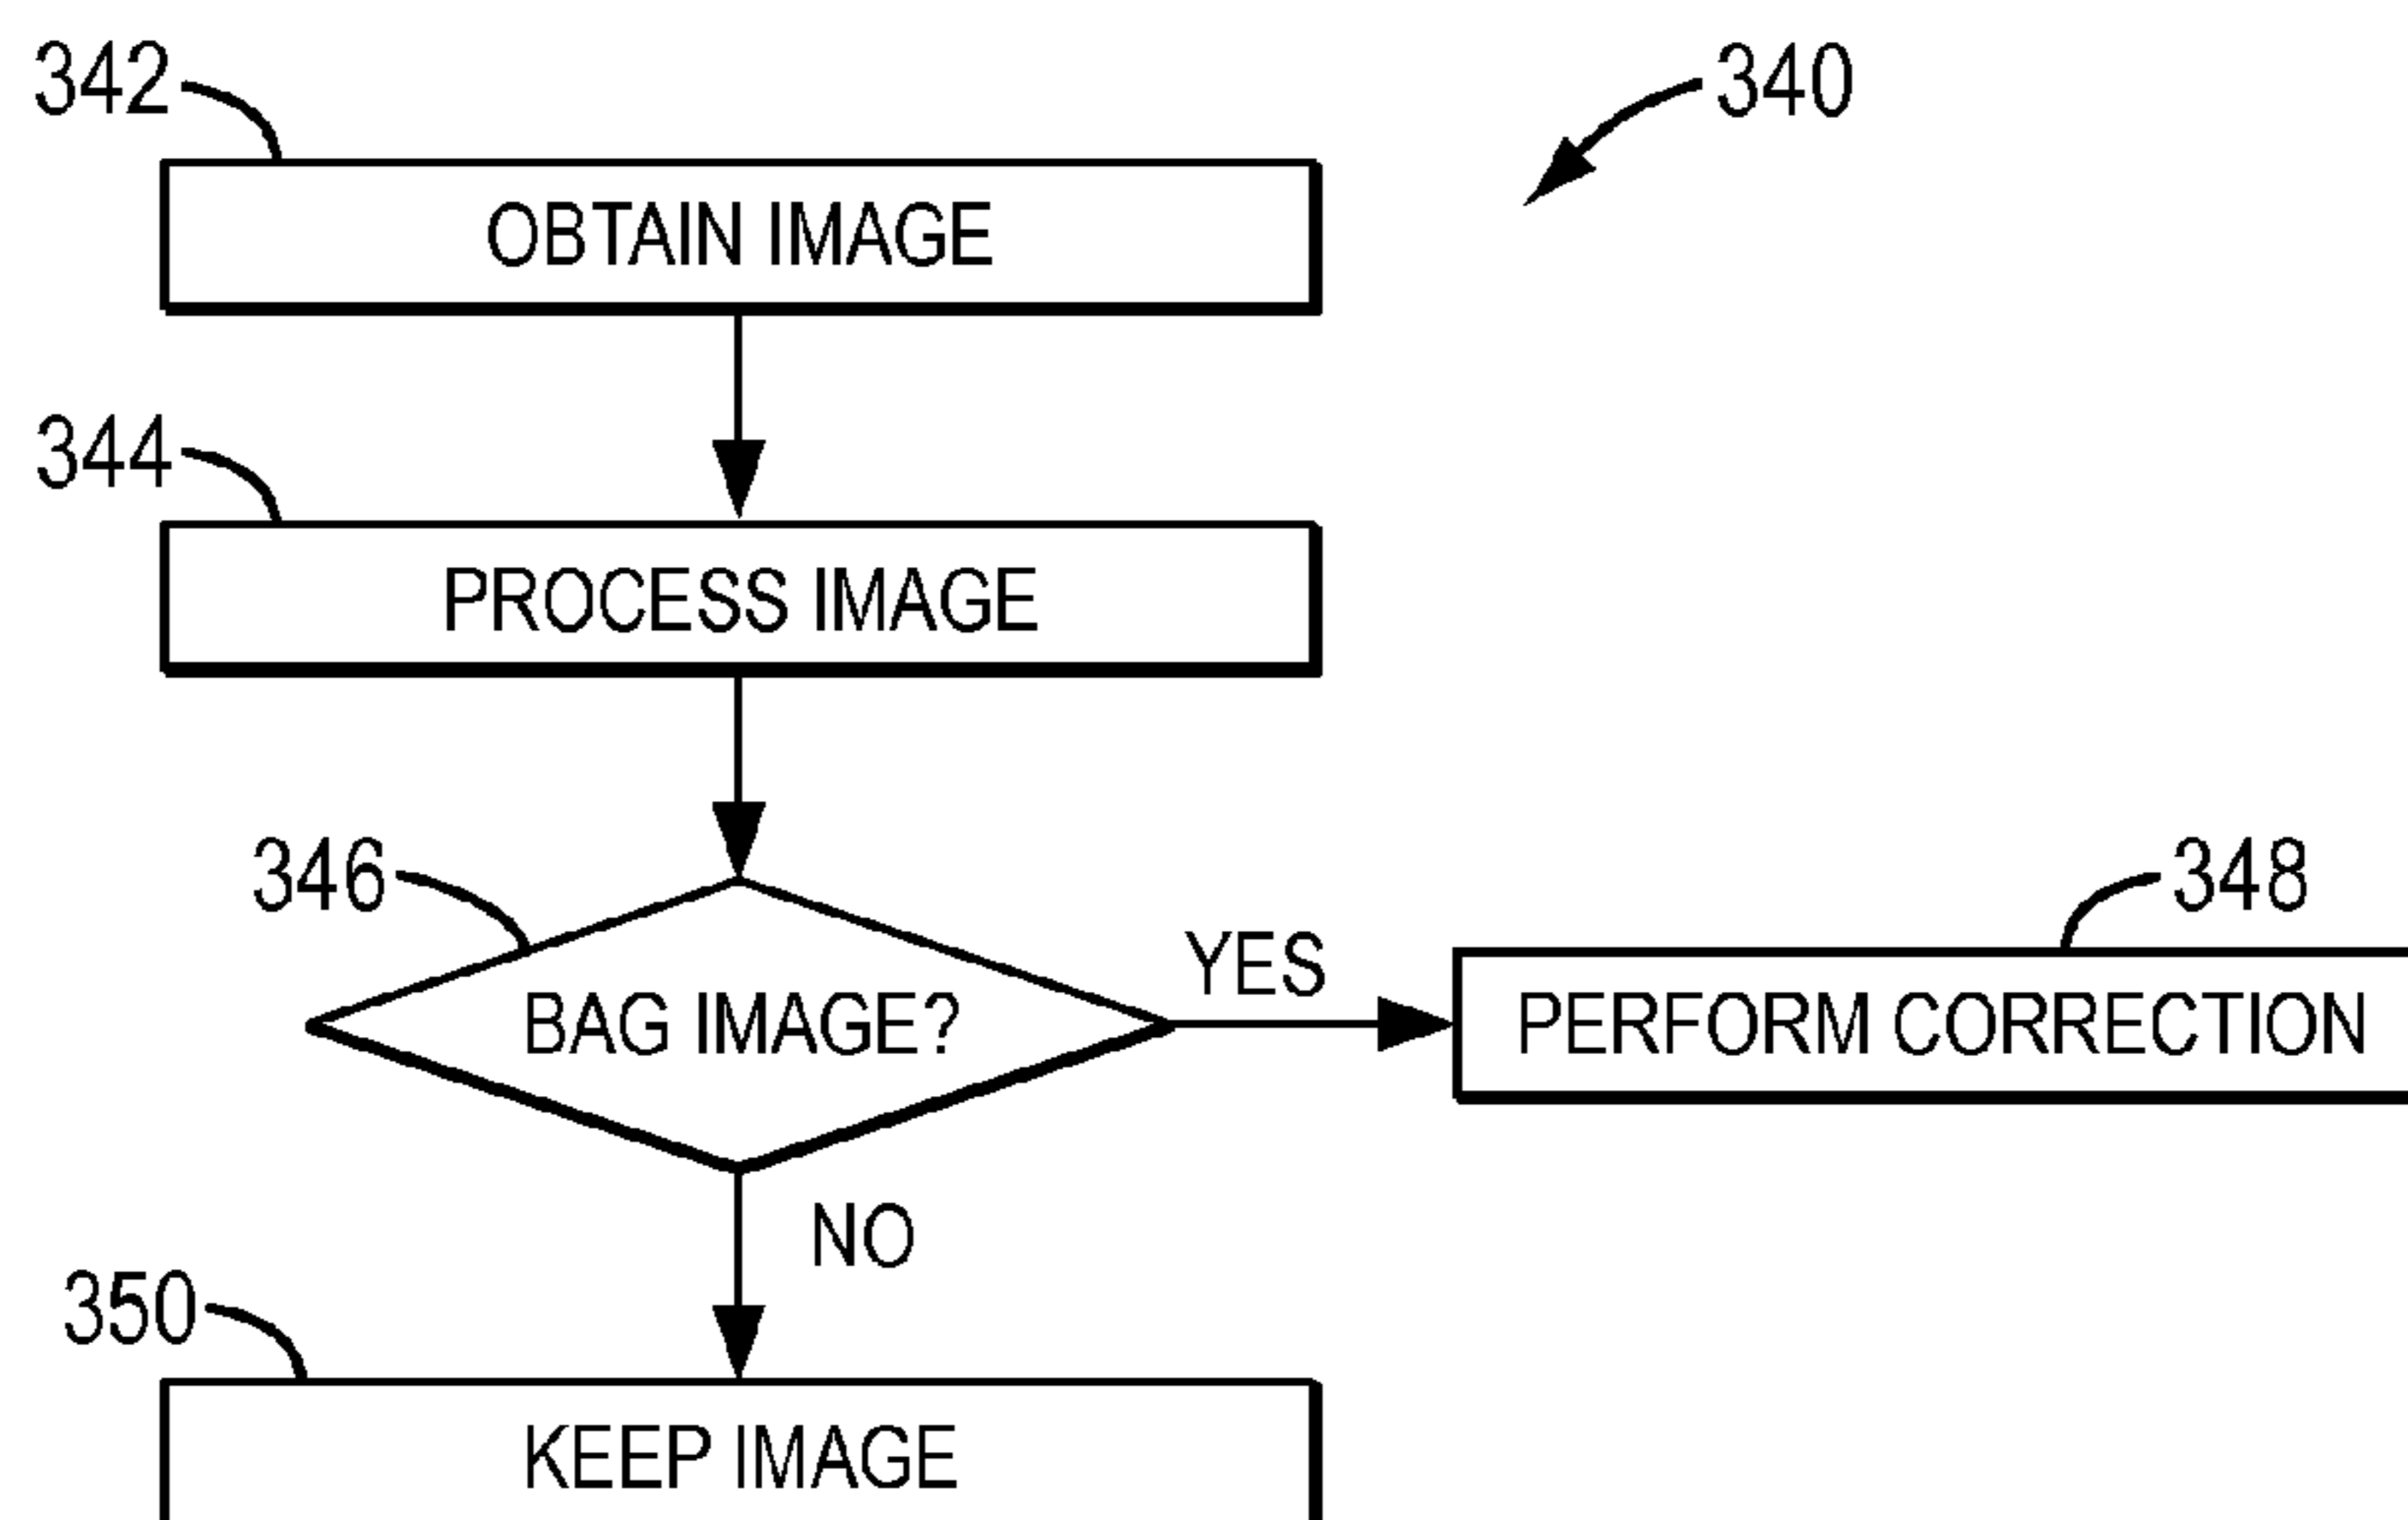 342
340
OBTAIN IMAGE
344
PROCESS IMAGE
346
348
YES
BAG IMAGE?
PERFORM CORRECTION
NO
350
KEEP IMAGE